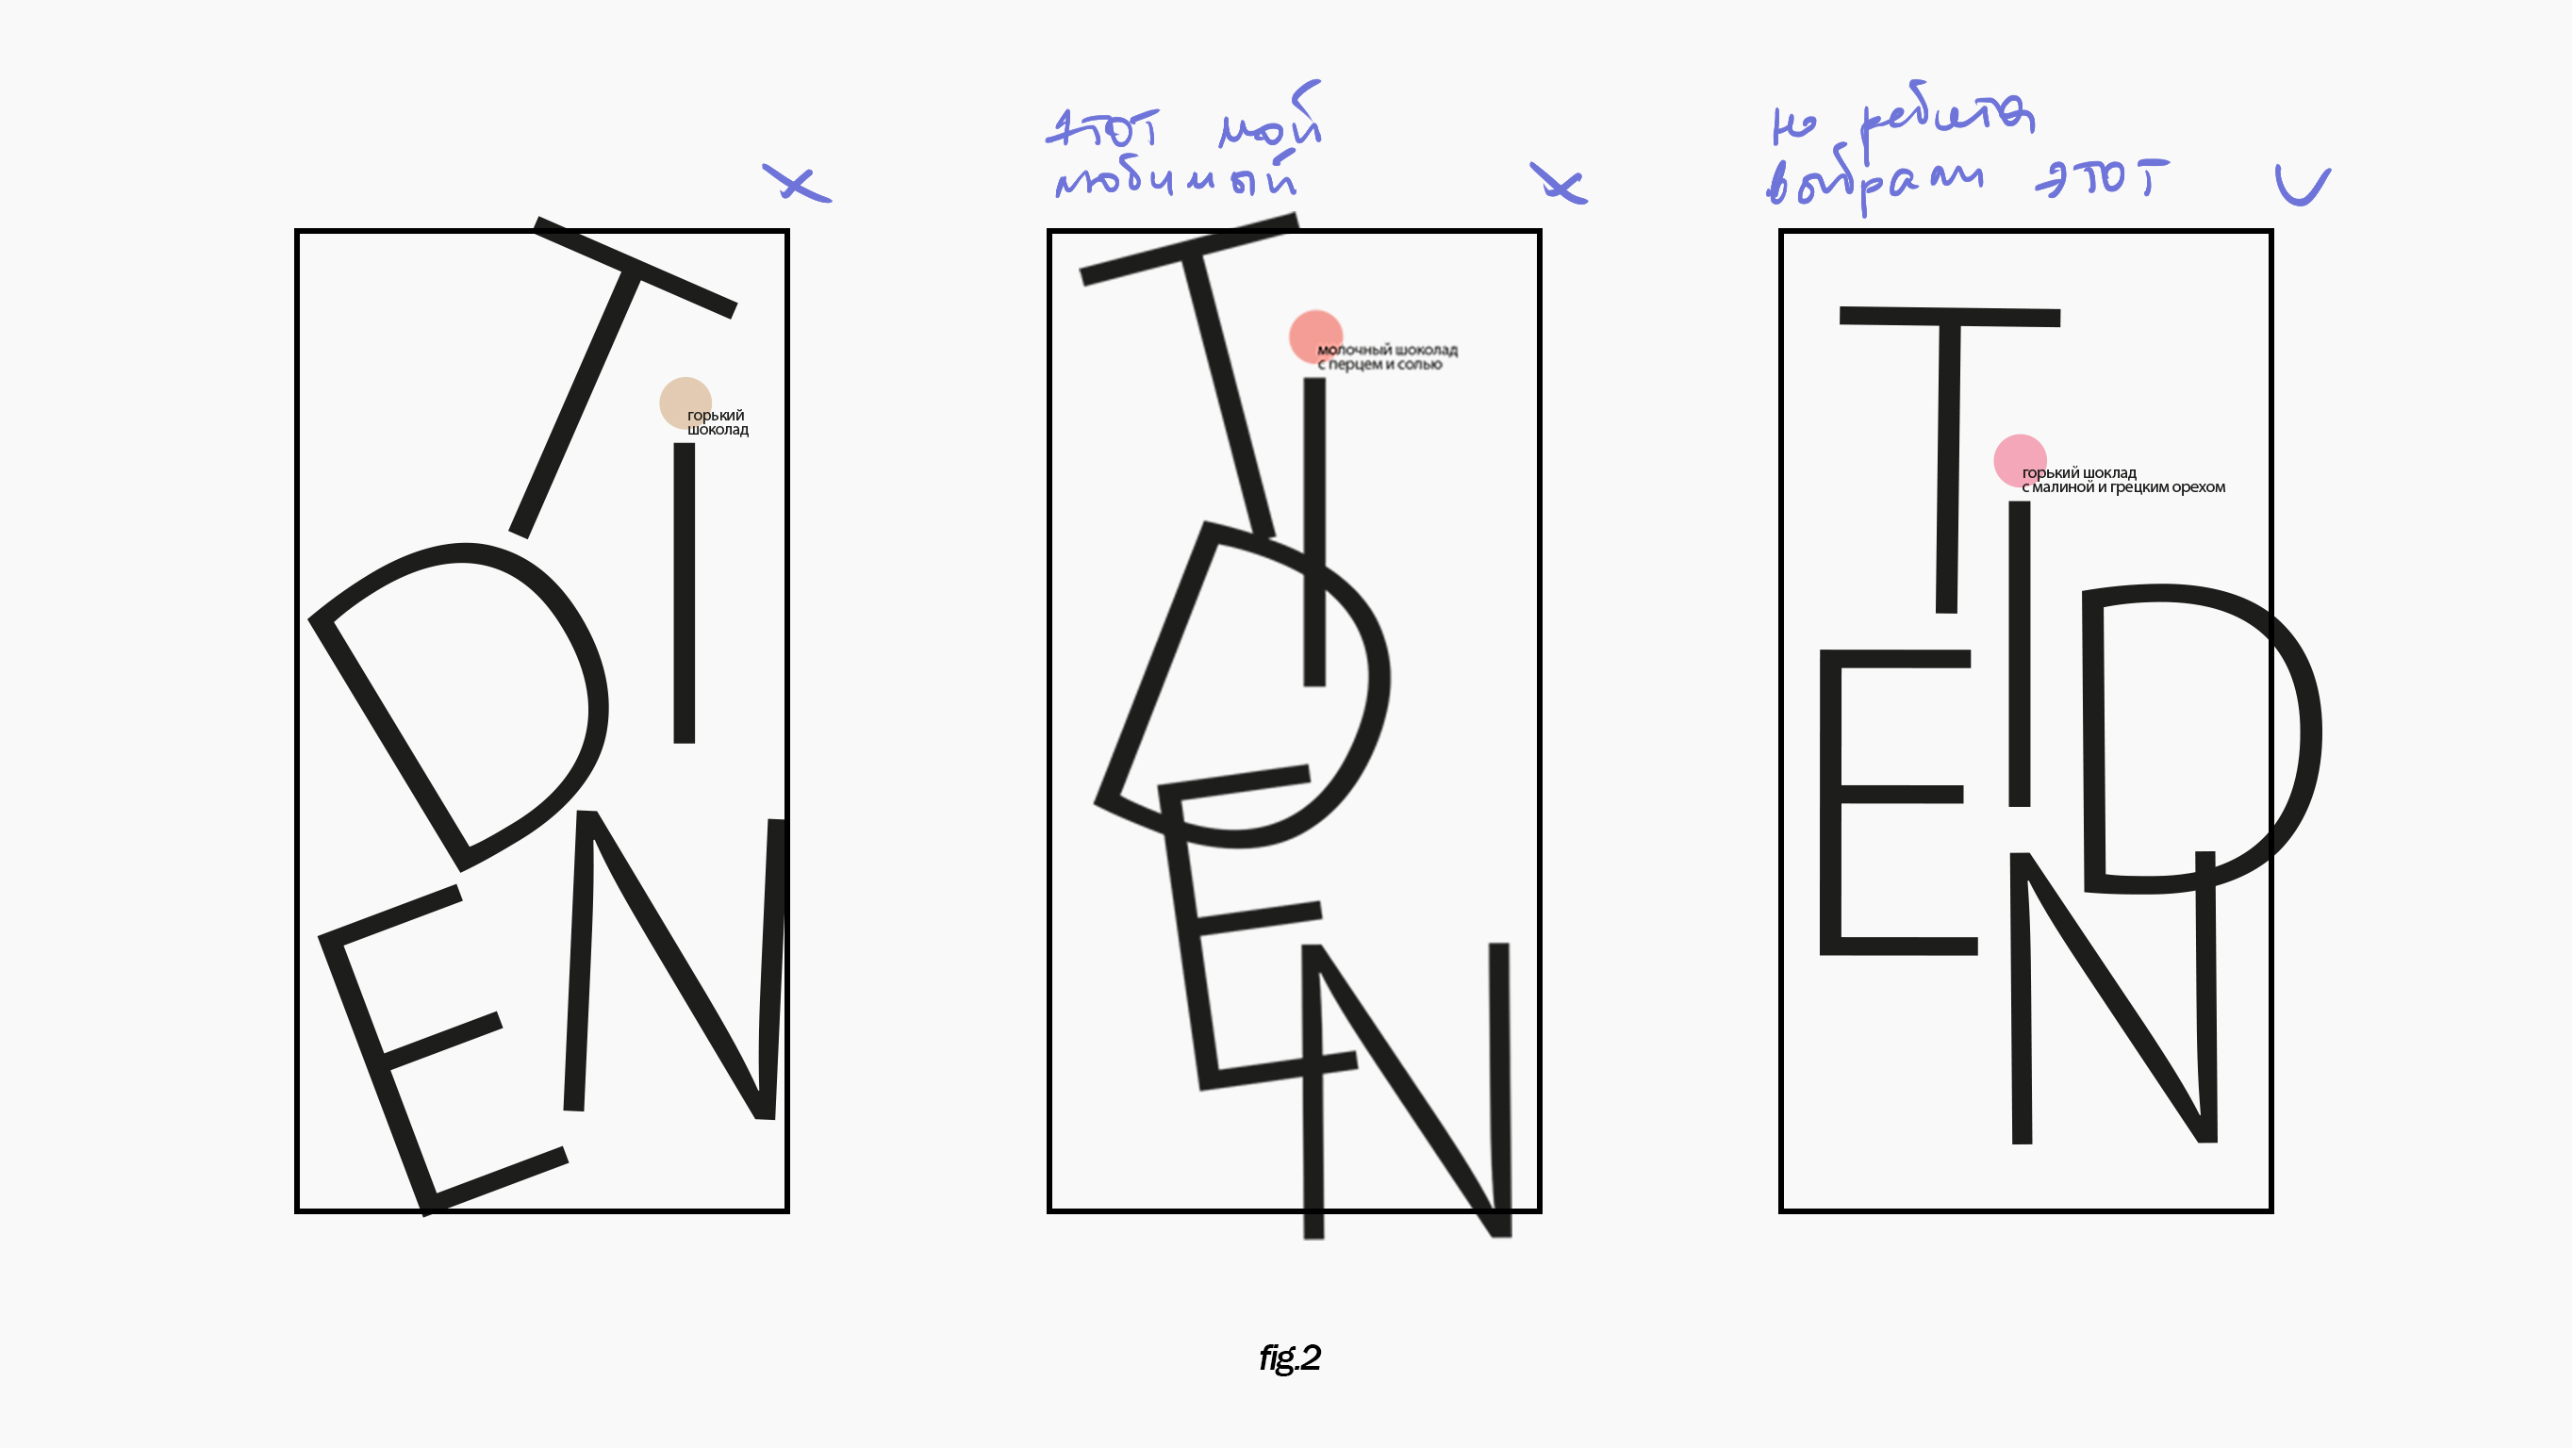 этот мой
любимый
но ребята
выбрали этот
T
i
горький
шоколад
D
E
N
T
i
молочный шоколад
с перцем и солью
D
E
N
T
i
горький шоклад
с малиной и грецким орехом
E
D
N
fig.2